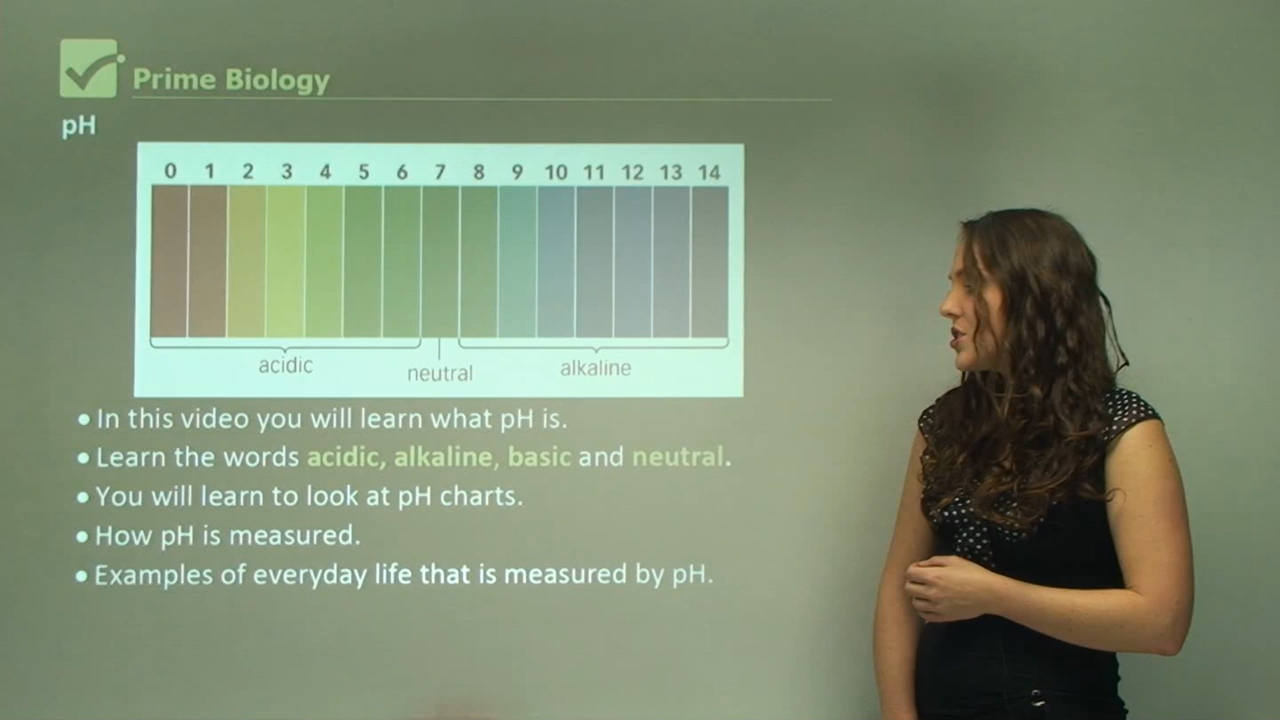 Prime Biology
pH
0 1 2 3 4 5 6 7 8 9 10 11 12 13 14
acidic neutral alkaline
• In this video you will learn what pH is.
• Learn the words acidic, alkaline, basic and neutral.
• You will learn to look at pH charts.
• How pH is measured.
• Examples of everyday life that is measured by pH.